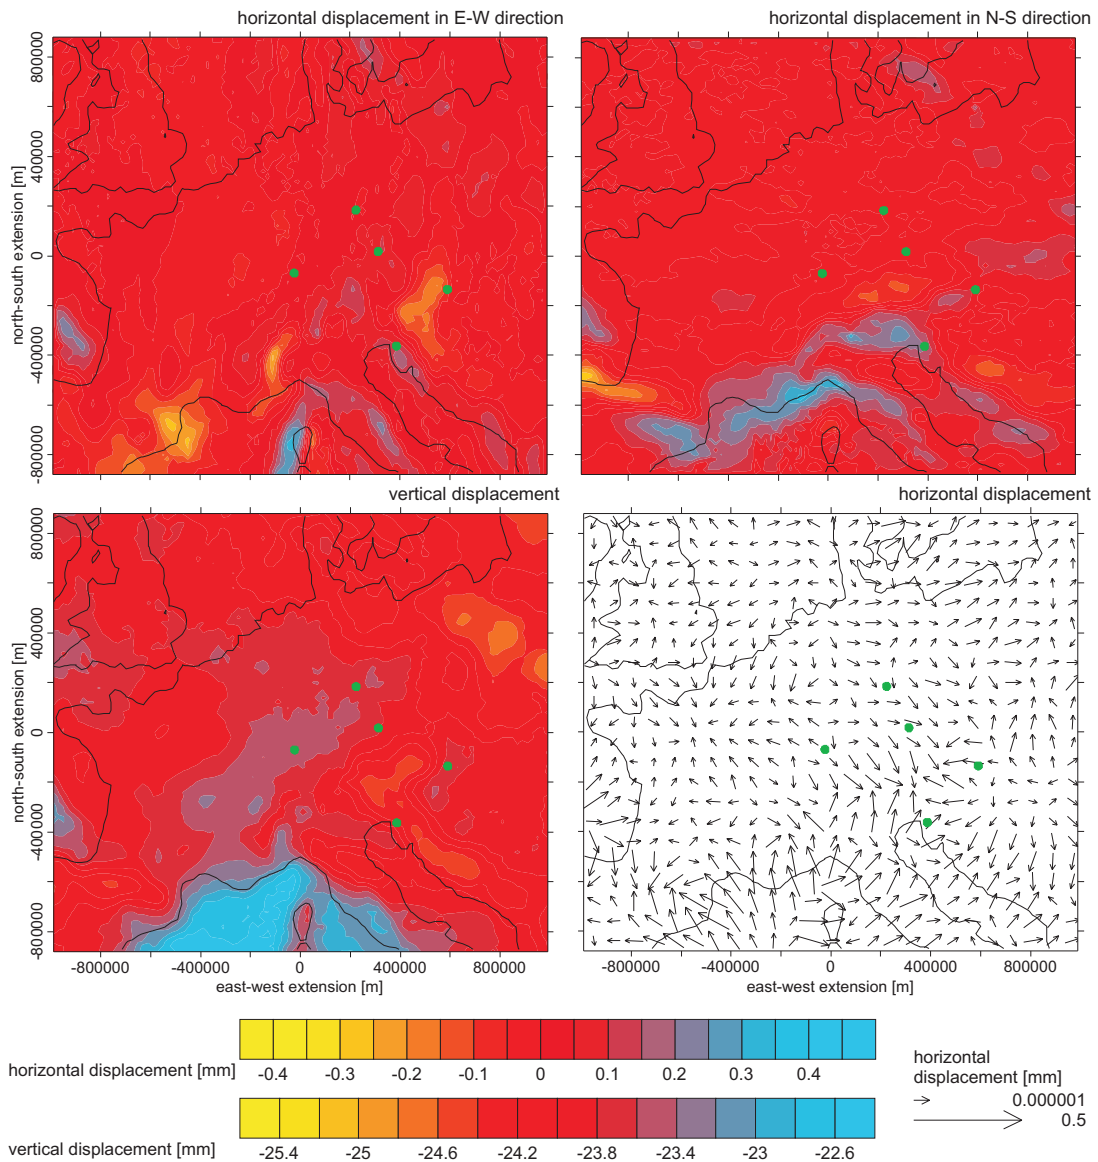 horizontal displacement in E-W direction
horizontal displacement in N-S direction
800000
400000
0
-400000
-800000
north-south extension [m]
vertical displacement
horizontal displacement
800000
400000
0
-400000
-800000
north-south extension [m]
-800000 -400000 0 400000 800000
east-west extension [m]
-800000 -400000 0 400000 800000
east-west extension [m]
horizontal displacement [mm]
-0.4 -0.3 -0.2 -0.1 0 0.1 0.2 0.3 0.4
vertical displacement [mm]
-25.4 -25 -24.6 -24.2 -23.8 -23.4 -23 -22.6
horizontal
displacement [mm]
0.000001
0.5